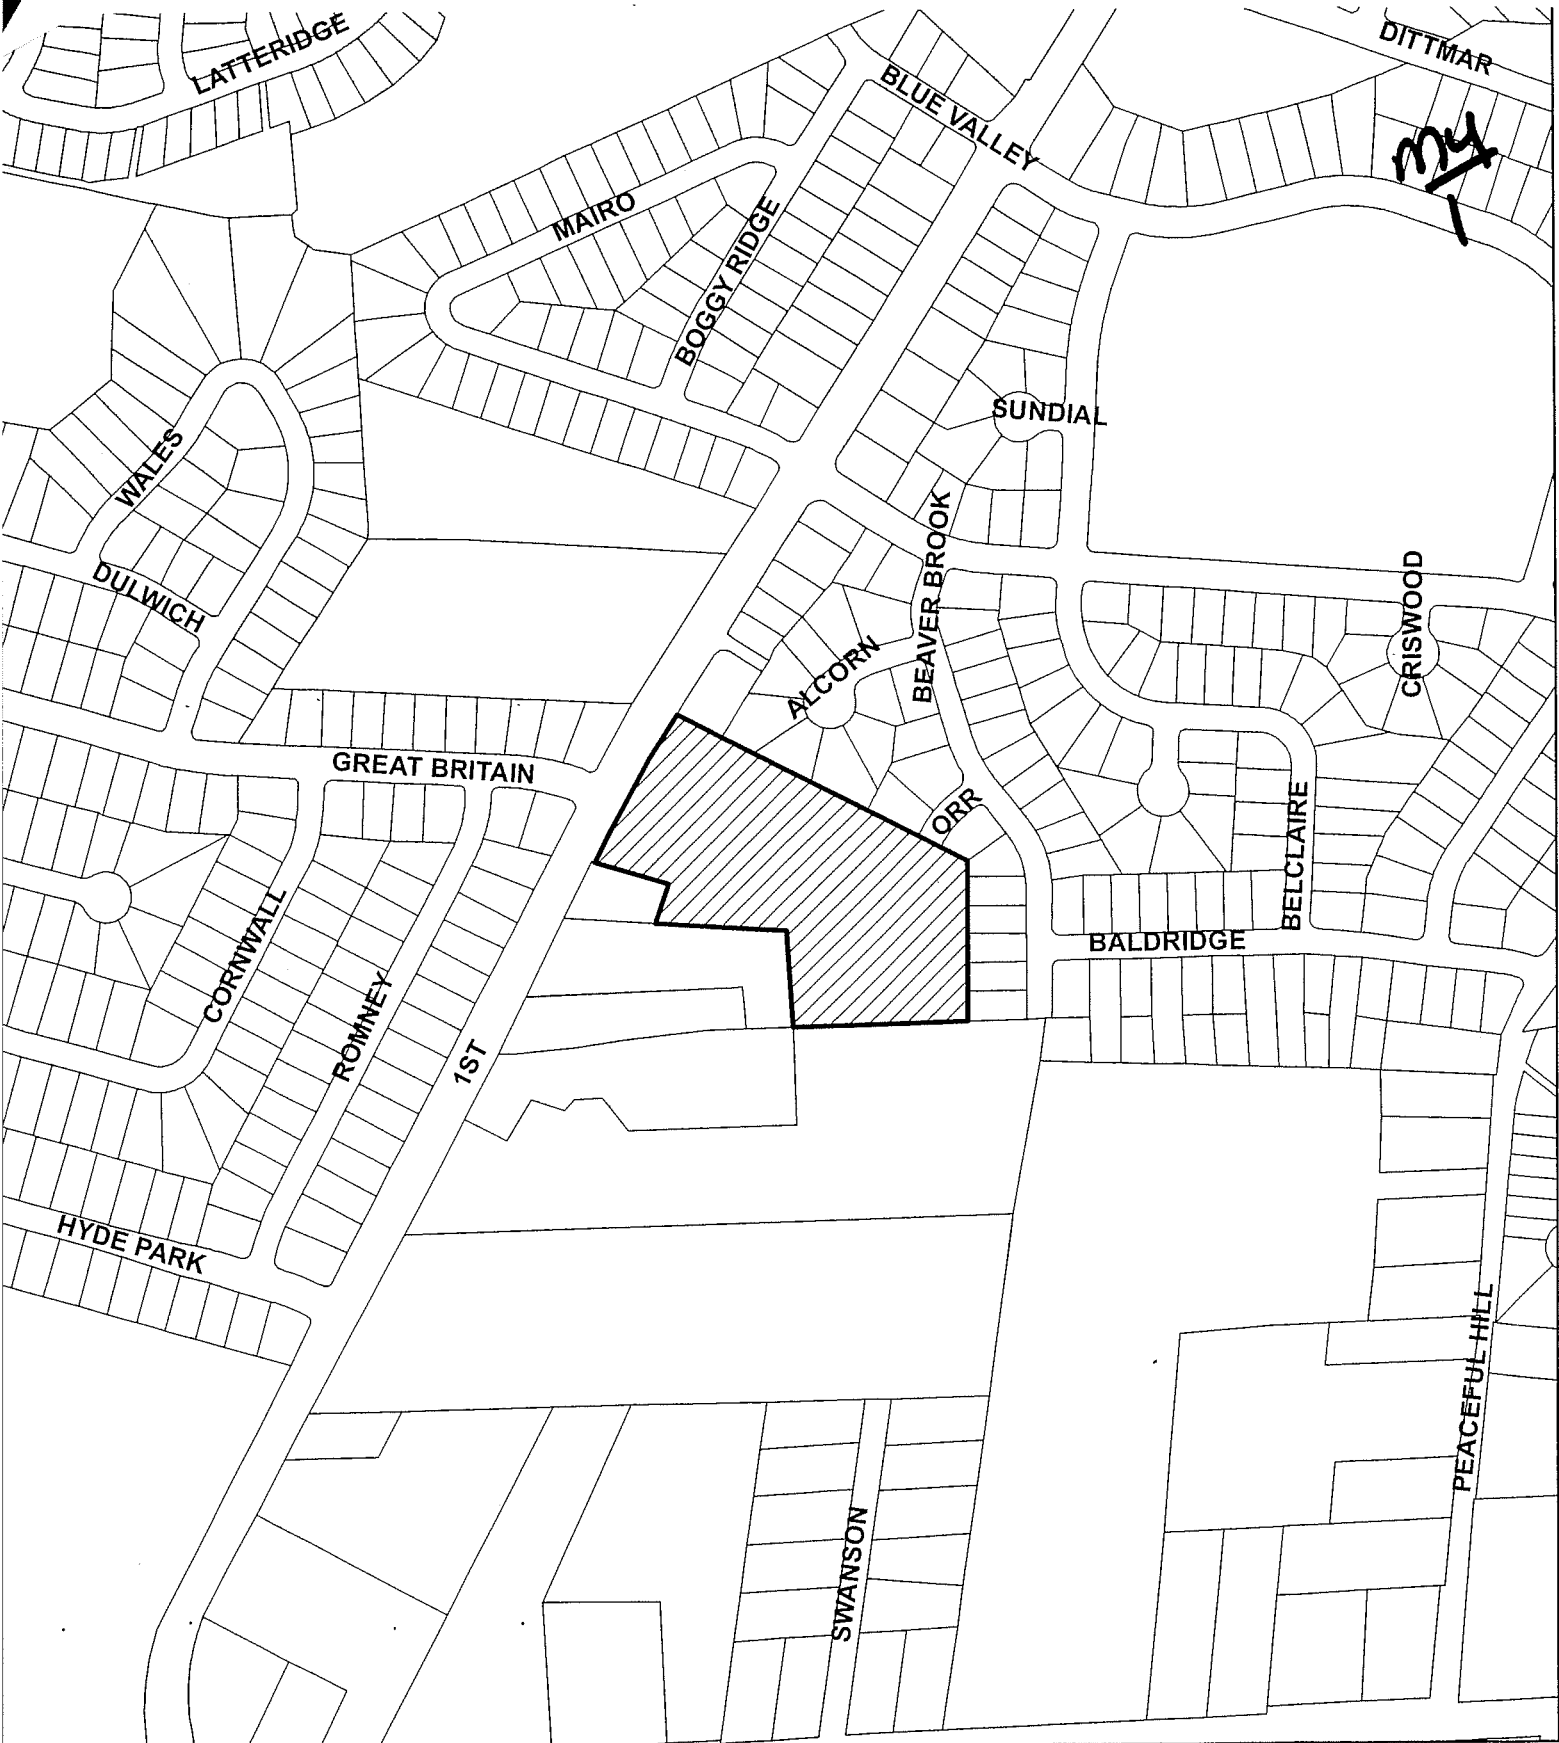 LATTERIDGE
DITTMAR
BLUE VALLEY
MAIRO
BOGGY RIDGE
SUNDIAL
WALES
BEAVER BROOK
DULWICH
CRISWOOD
ALCORN
GREAT BRITAIN
ORR
BELCLAIRE
CORNWALL
BALDRIDGE
ROMNEY
1ST
HYDE PARK
PEACEFUL HILL
SWANSON